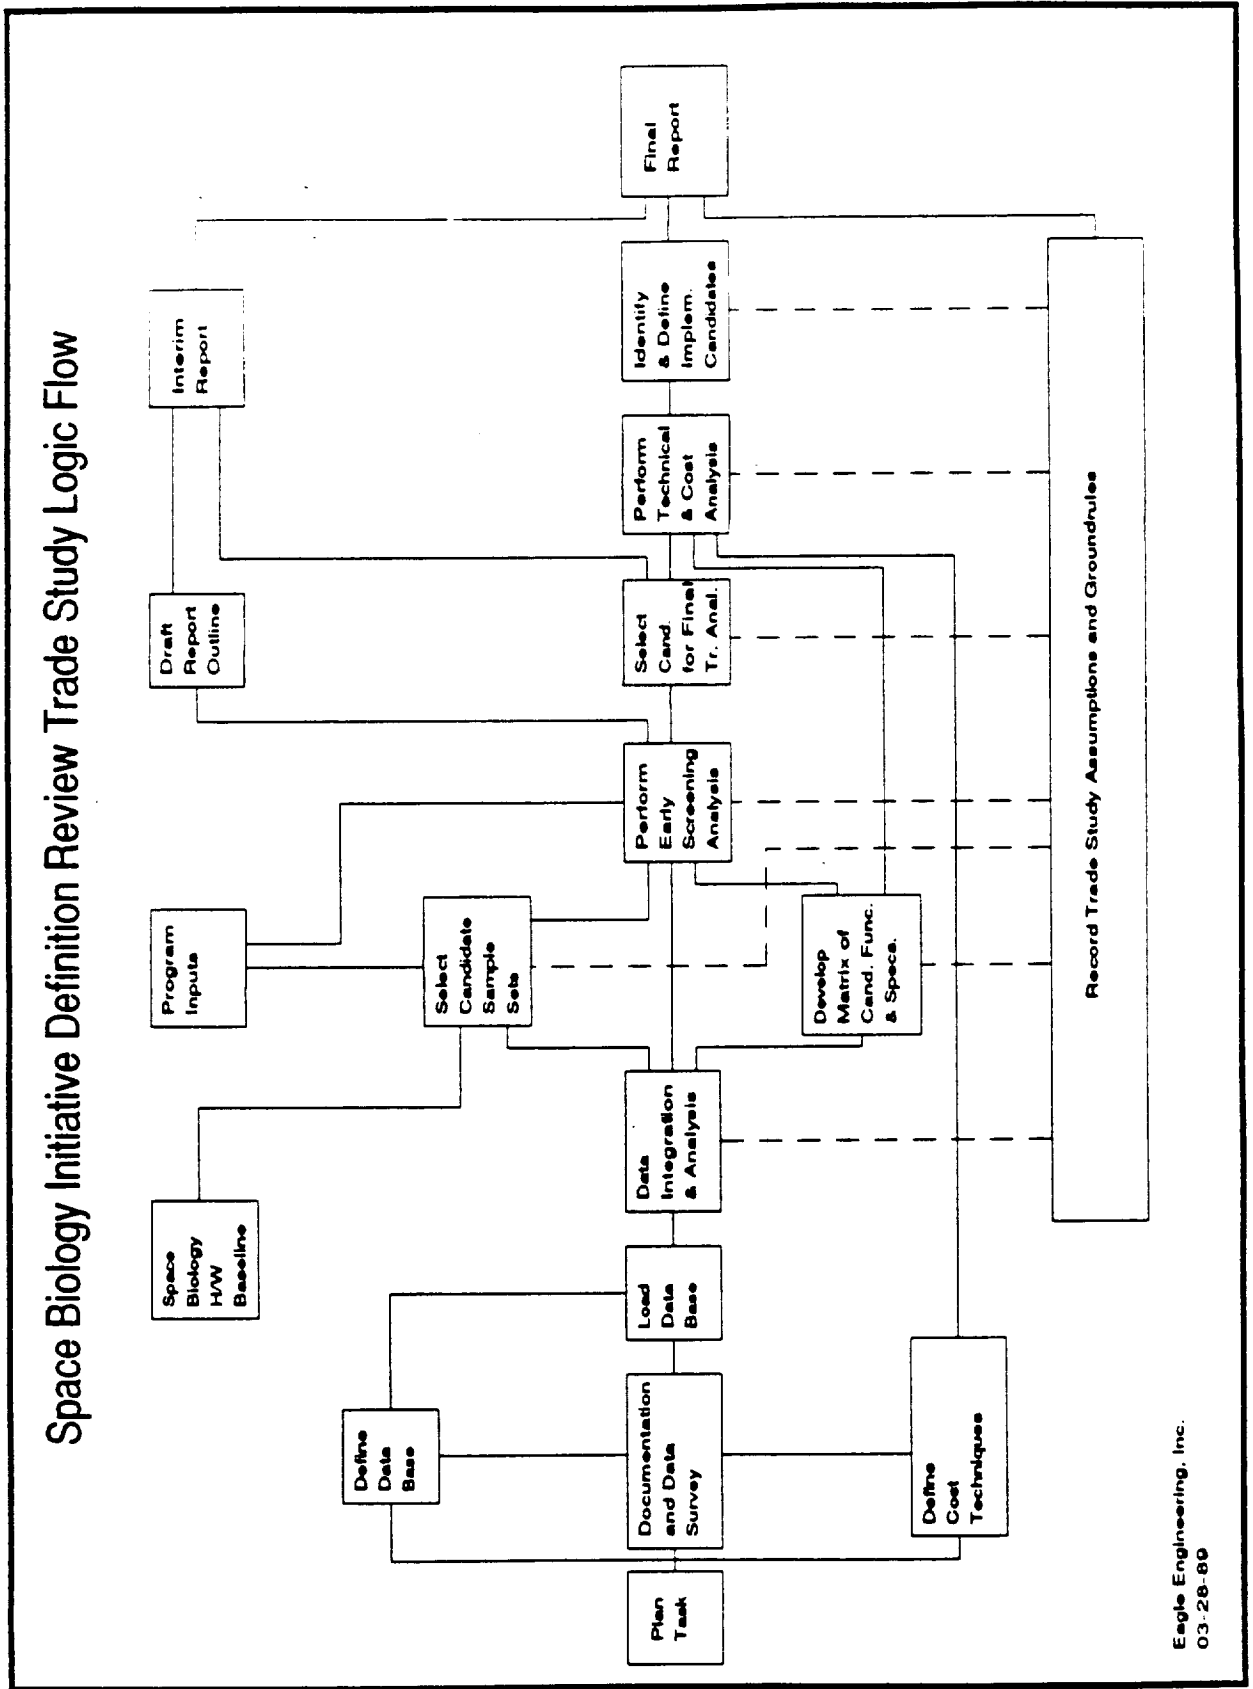 Space Biology Initiative Definition Review Trade Study Logic Flow
Space
Biology
H/W
Baseline
Program
Inputs
Draft
Report
Outline
Interim
Report
Define
Data
Base
Select
Candidate
Sample
Sets
Plan
Task
Documentation
and Data
Survey
Load
Data
Base
Data
Integration
& Analysis
Perform
Early
Screening
Analysis
Select
Cand.
for Final
Tr. Anal.
Perform
Technical
& Cost
Analysis
Identify
& Define
Implem.
Candidates
Final
Report
Develop
Matrix of
Cand. Func.
& Specs.
Define
Cost
Techniques
Record Trade Study Assumptions and Groundrules
Eagle Engineering, Inc.
03-28-89